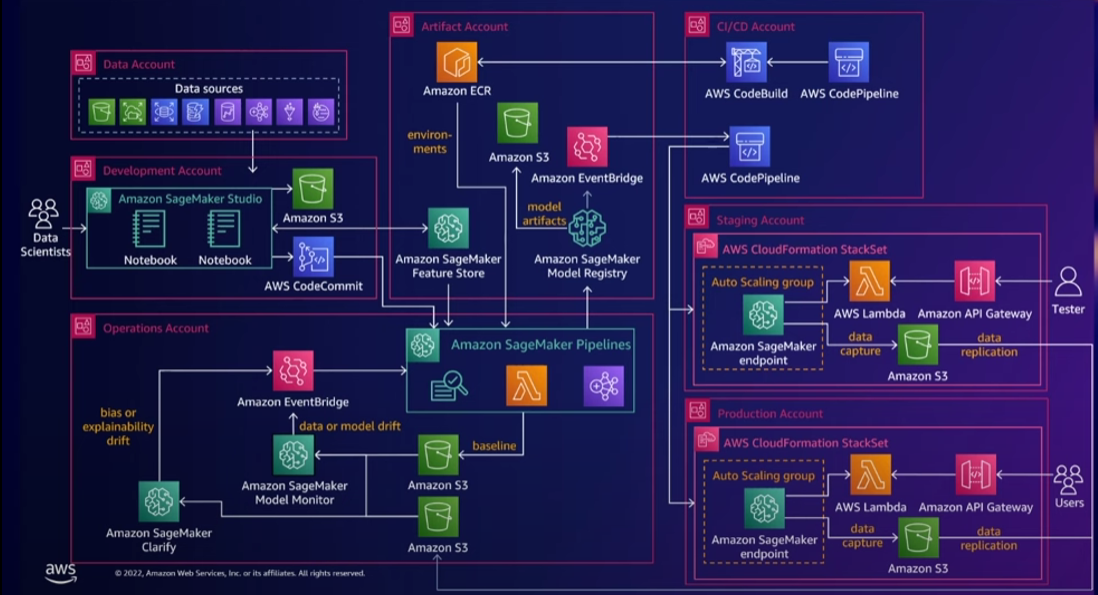 Data Account
Data sources
Development Account
Amazon SageMaker Studio
Notebook
Notebook
Data
Scientists
Amazon S3
AWS CodeCommit
Artifact Account
Amazon ECR
environ-
ments
Amazon S3
Amazon EventBridge
model
artifacts
Amazon SageMaker
Feature Store
Amazon SageMaker
Model Registry
CI/CD Account
AWS CodeBuild
AWS CodePipeline
AWS CodePipeline
Staging Account
AWS CloudFormation StackSet
Auto Scaling group
Amazon SageMaker
endpoint
AWS Lambda
Amazon API Gateway
Tester
data
capture
Amazon S3
data
replication
Operations Account
Amazon SageMaker Pipelines
Amazon EventBridge
bias or
explainability
drift
data or model drift
baseline
Amazon SageMaker
Model Monitor
Amazon S3
Amazon SageMaker
Clarify
Amazon S3
Production Account
AWS CloudFormation StackSet
Auto Scaling group
Amazon SageMaker
endpoint
AWS Lambda
Amazon API Gateway
Users
data
capture
Amazon S3
data
replication
aws
© 2022, Amazon Web Services, Inc. or its affiliates. All rights reserved.